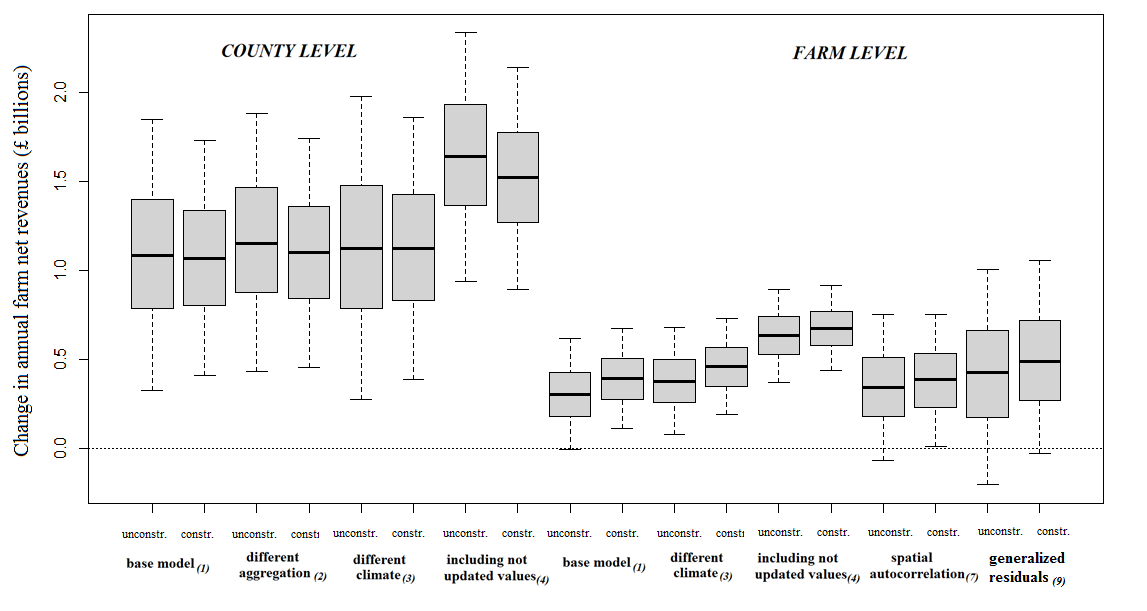 COUNTY LEVEL
FARM LEVEL
Change in annual farm net revenues (£ billions)
2.0
1.5
1.0
0.5
0.0
unconstr. constr. unconstr. consti unconstr. constr. unconstr. constr. unconstr. constr. unconstr. consti unconstr. constr. unconstr. constr. unconstr. constr.
base model (1)
different
aggregation (2)
different
climate (3)
including not
updated values (4)
base model (1)
different
climate (3)
including not
updated values (4)
spatial
autocorrelation (7)
generalized
residuals (9)